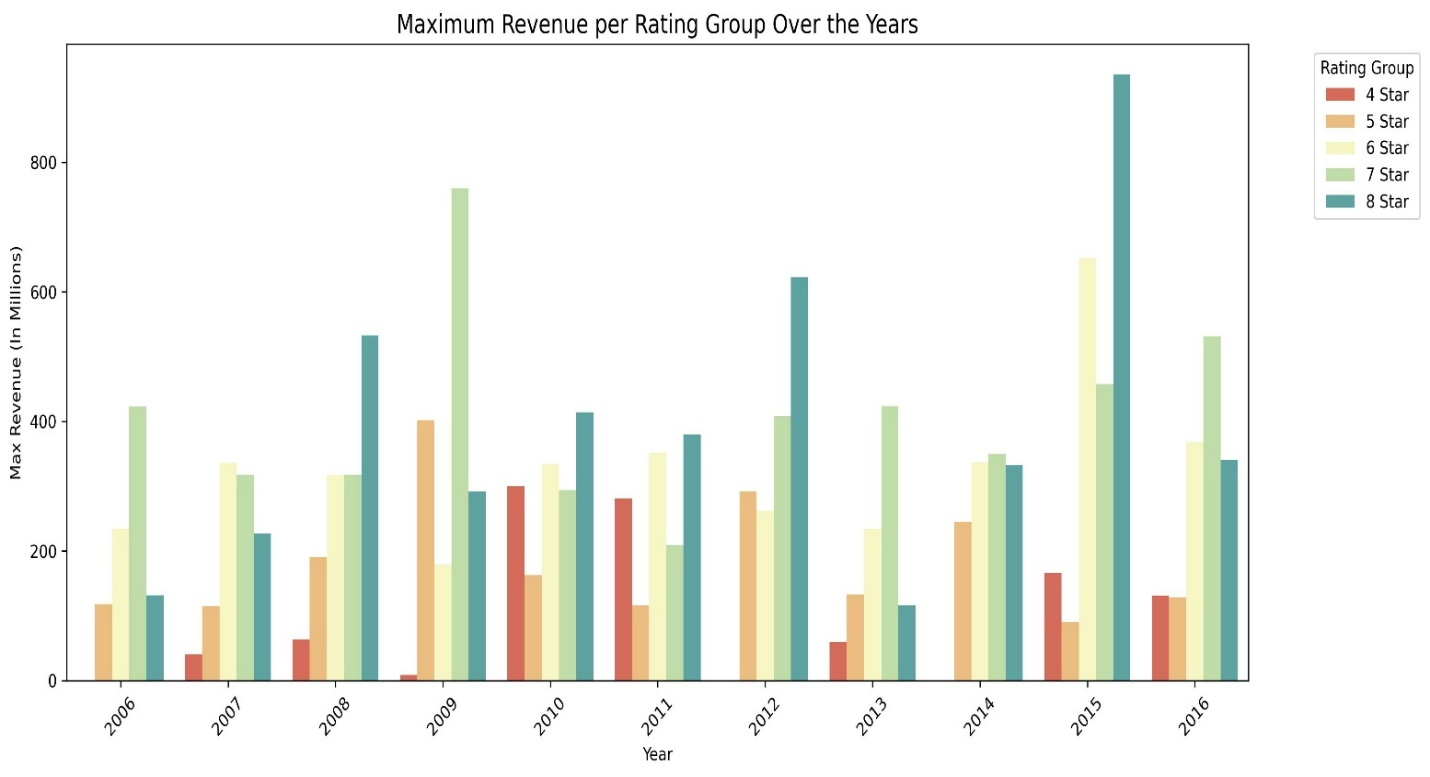 Maximum Revenue per Rating Group Over the Years
Rating Group
4 Star
5 Star
6 Star
7 Star
8 Star
Max Revenue (In Millions)
800
600
400
200
0
2006
2007
2008
2009
2010
2011
2012
2013
2014
2015
2016
Year